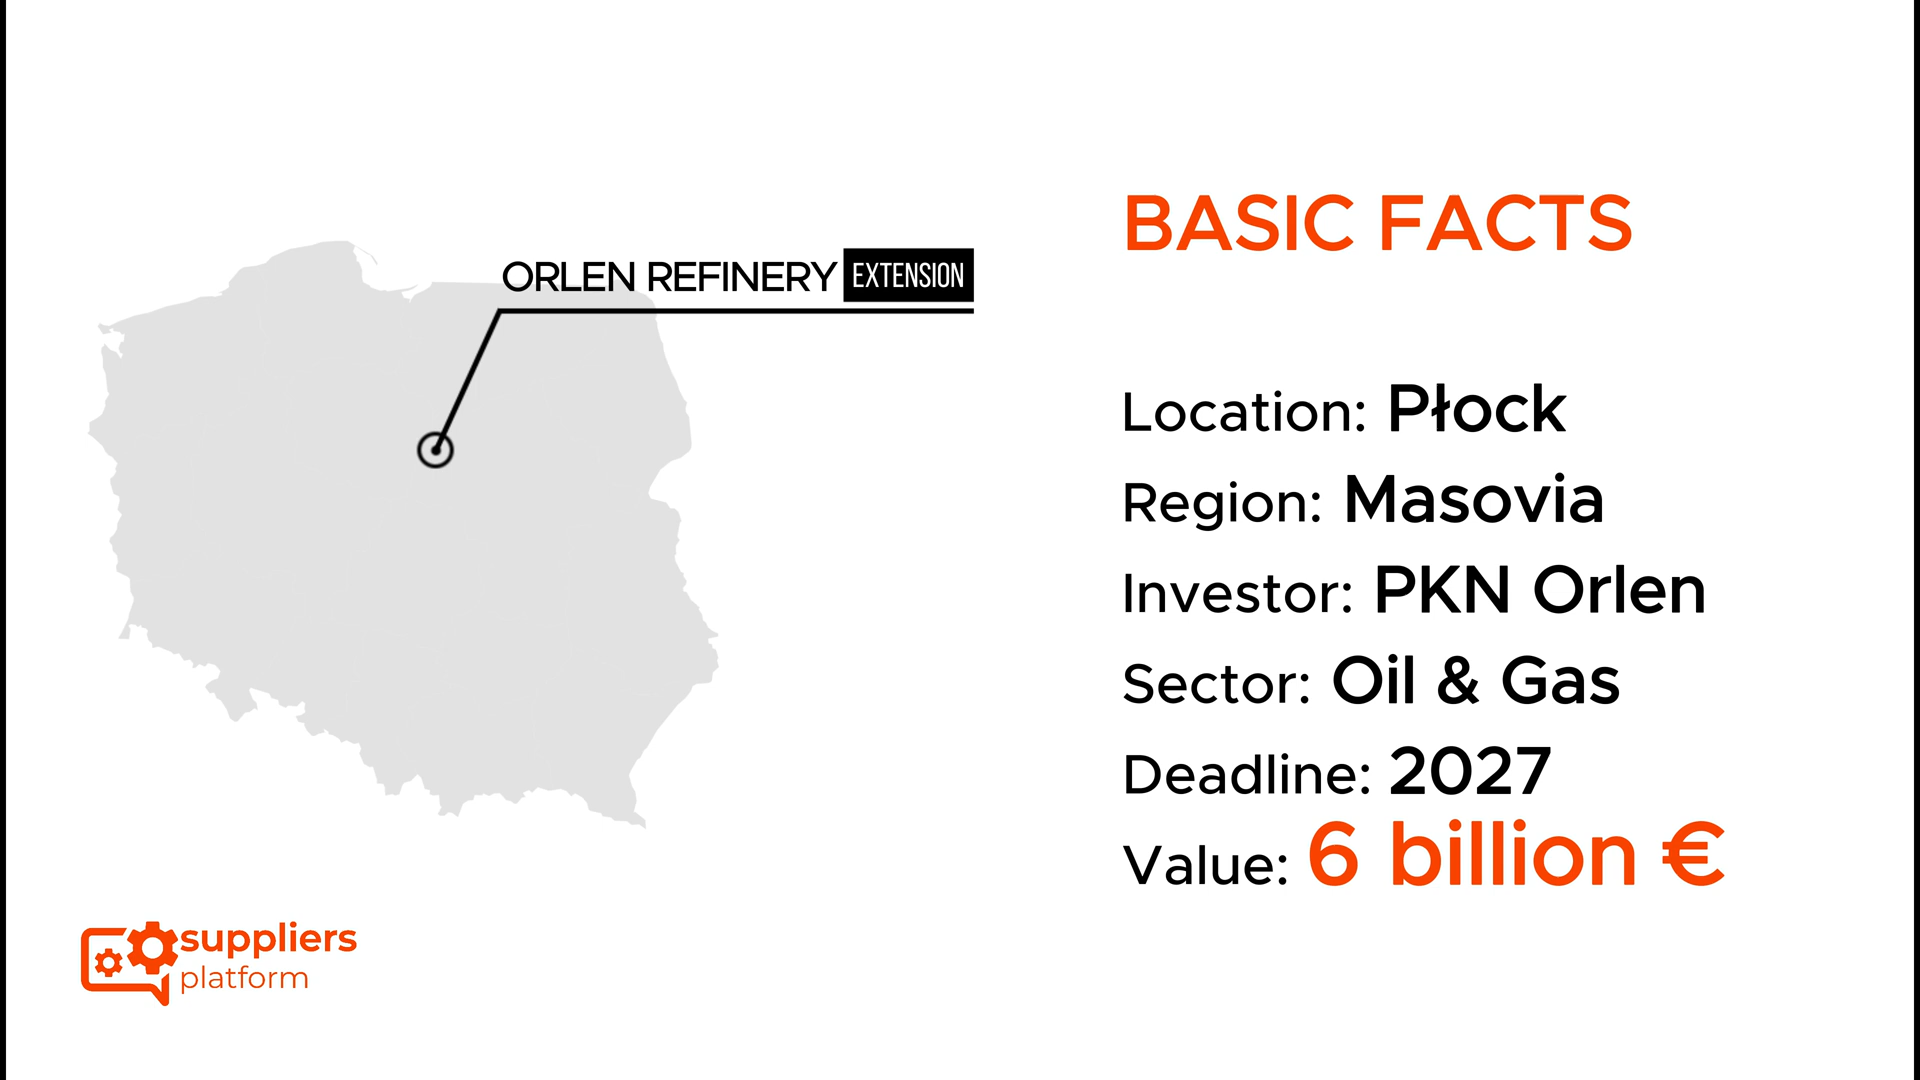 ORLEN REFINERY EXTENSION
BASIC FACTS
Location: Płock
Region: Masovia
Investor: PKN Orlen
Sector: Oil & Gas
Deadline: 2027
Value: 6 billion €
suppliers
platform